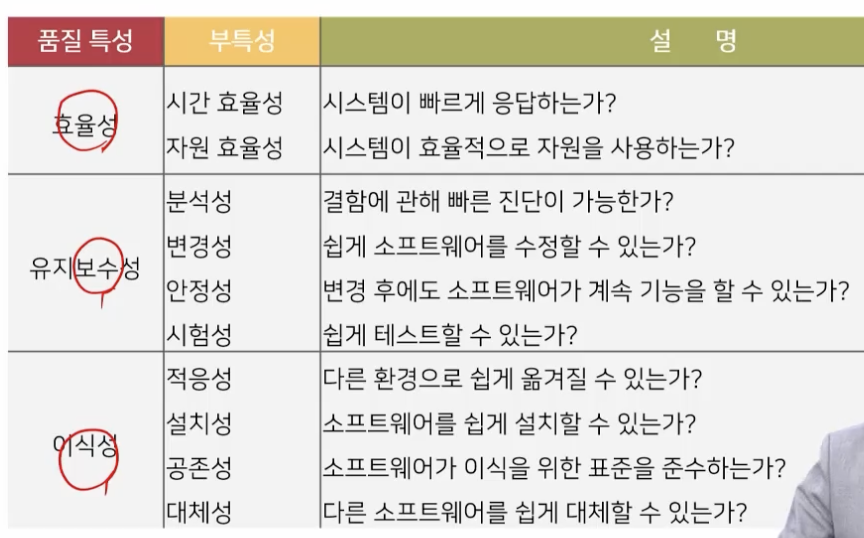 품질 특성 부특성 설 명
효율성
시간 효율성 시스템이 빠르게 응답하는가?
자원 효율성 시스템이 효율적으로 자원을 사용하는가?
유지보수성
분석성 결함에 관해 빠른 진단이 가능한가?
변경성 쉽게 소프트웨어를 수정할 수 있는가?
안정성 변경 후에도 소프트웨어가 계속 기능을 할 수 있는가?
시험성 쉽게 테스트할 수 있는가?
이식성
적응성 다른 환경으로 쉽게 옮겨질 수 있는가?
설치성 소프트웨어를 쉽게 설치할 수 있는가?
공존성 소프트웨어가 이식을 위한 표준을 준수하는가?
대체성 다른 소프트웨어를 쉽게 대체할 수 있는가?